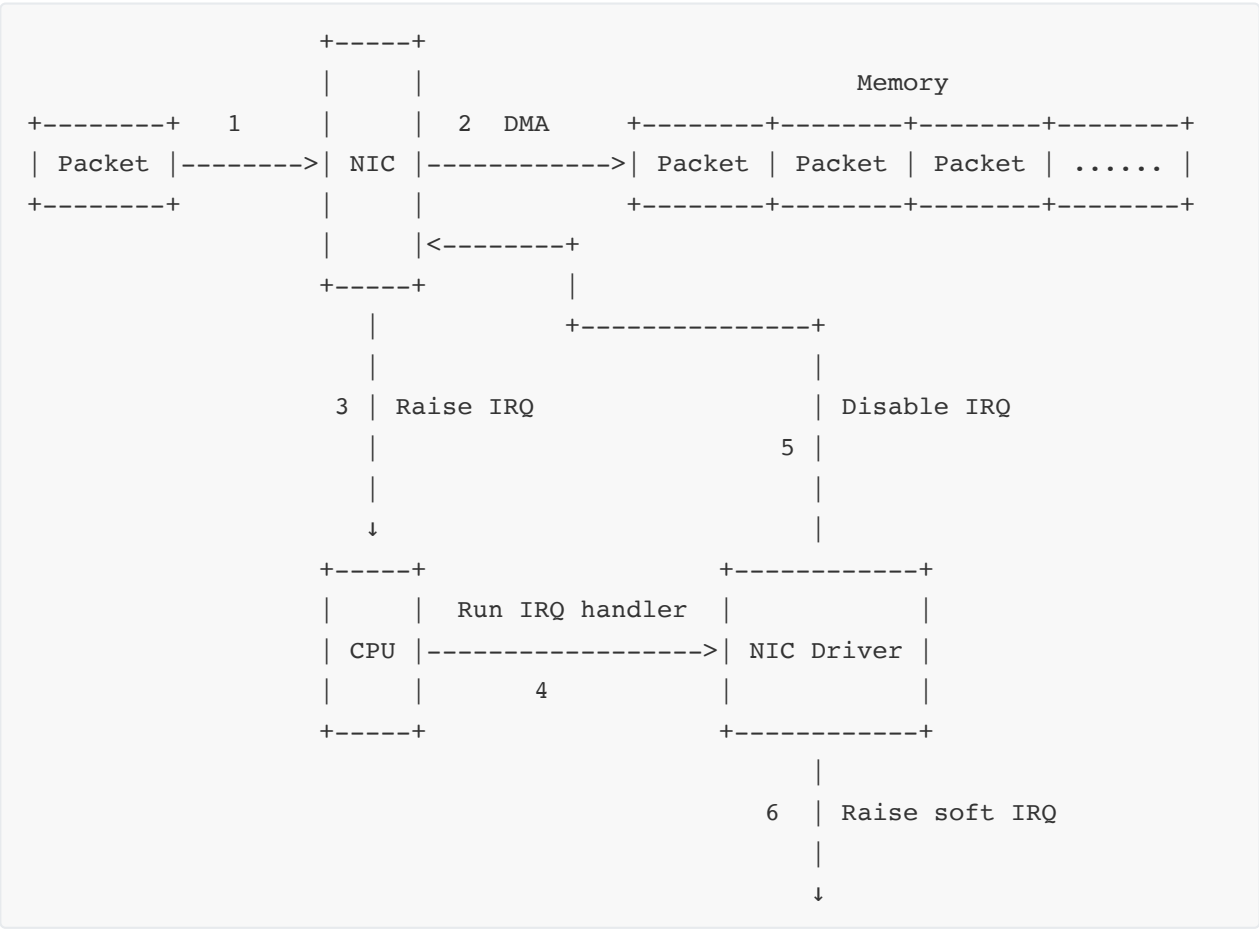 Memory
1 2 DMA
Packet NIC Packet Packet Packet ......
3 Raise IRQ Disable IRQ
5
Run IRQ handler
CPU NIC Driver
4
6 Raise soft IRQ